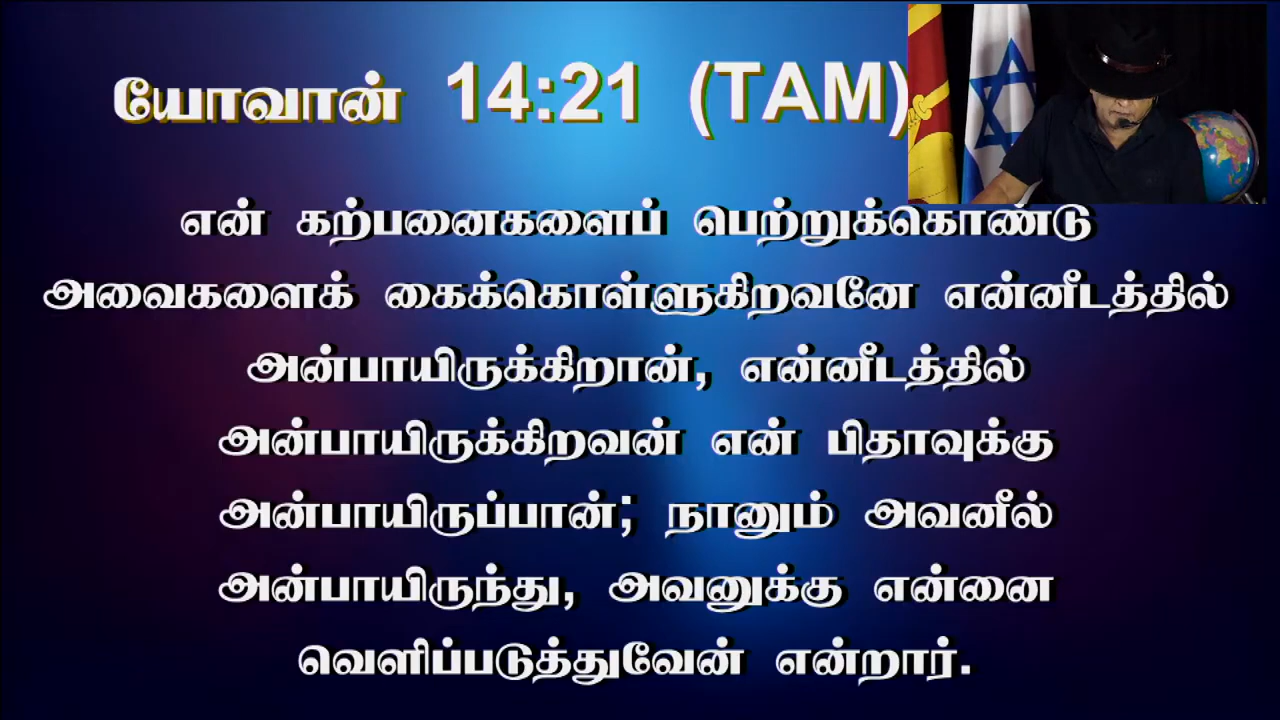 யோவான் 14:21 (TAM)
என் கற்பனைகளைப் பெற்றுக்கொண்டு
அவைகளைக் கைக்கொள்ளுகிறவனே என்னீடத்தில்
அன்பாயிருக்கிறான், என்னீடத்தில்
அன்பாயிருக்கிறவன் என் பிதாவுக்கு
அன்பாயிருப்பான்; நானும் அவனீல்
அன்பாயிருந்து, அவனுக்கு என்னை
வெளிப்படுத்துவேன் என்றார்.